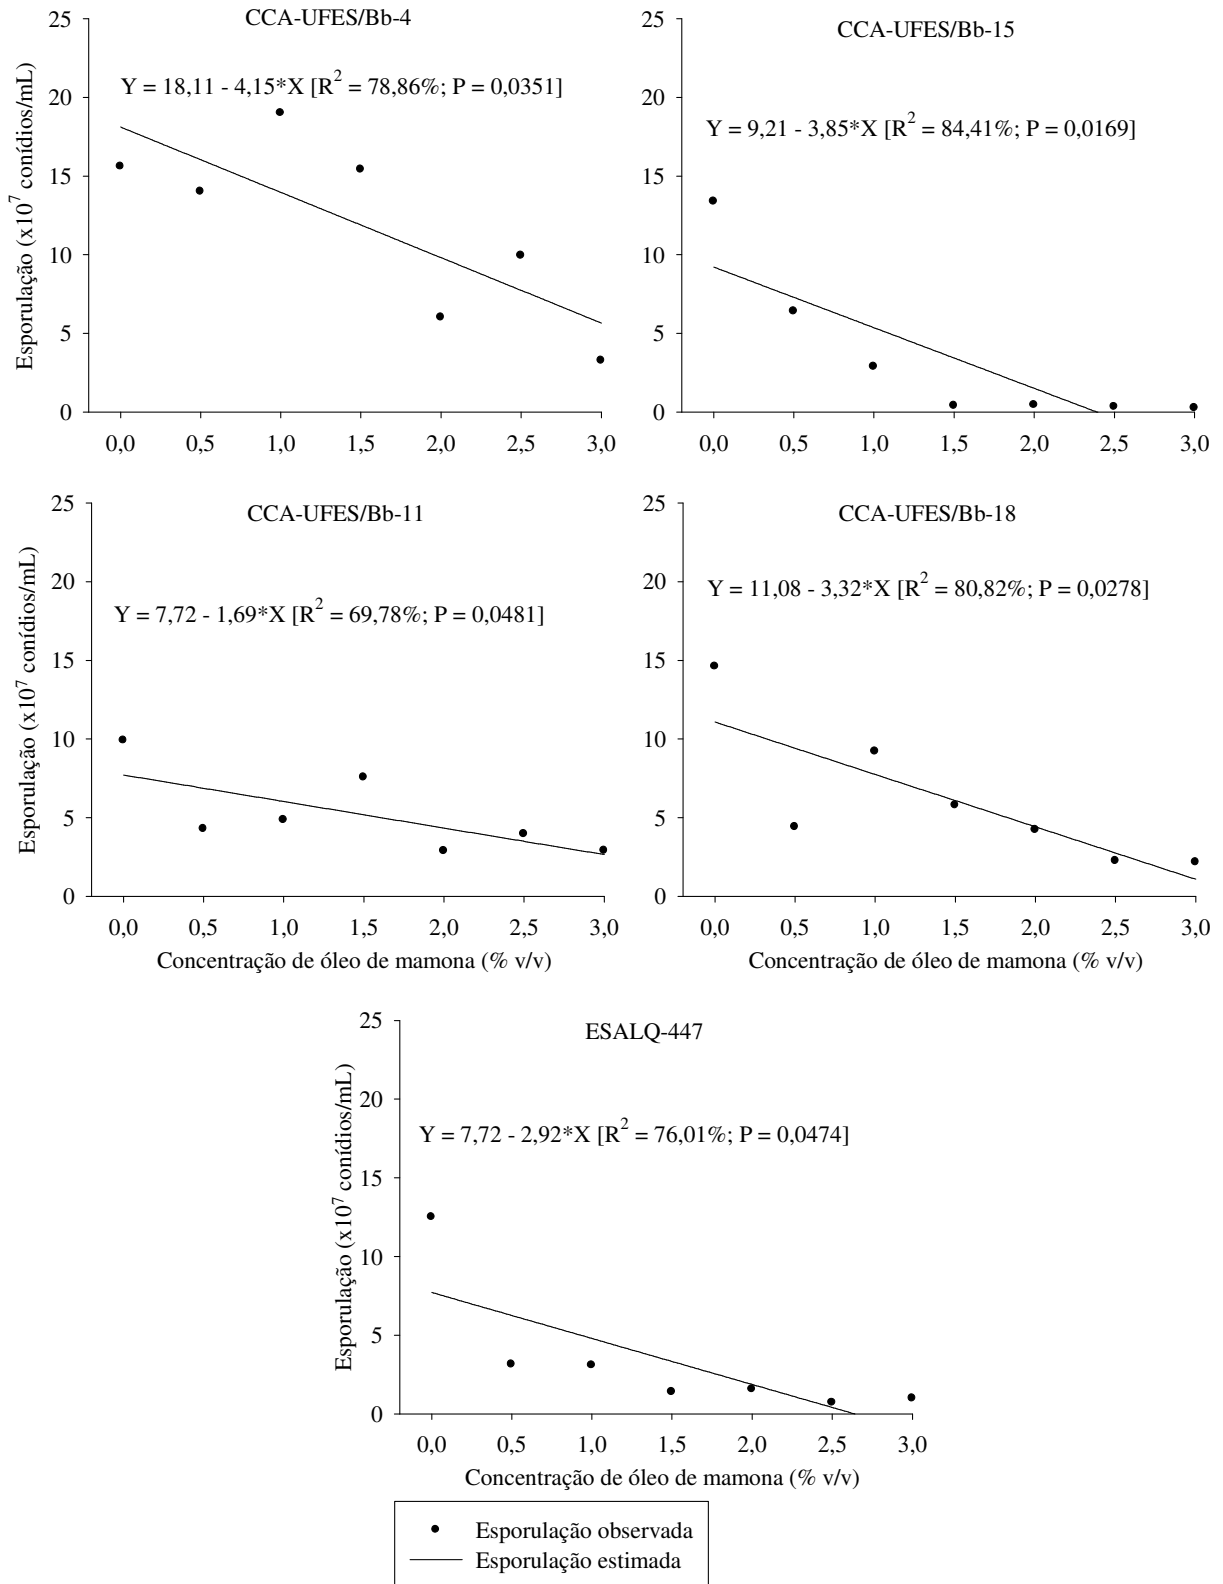 CCA-UFES/Bb-4
Y = 18,11 - 4,15*X [R² = 78,86%; P = 0,0351]
Esporulação (x10⁷ conídios/mL)
25
20
15
10
5
0
0,0 0,5 1,0 1,5 2,0 2,5 3,0
CCA-UFES/Bb-15
Y = 9,21 - 3,85*X [R² = 84,41%; P = 0,0169]
25
20
15
10
5
0
0,0 0,5 1,0 1,5 2,0 2,5 3,0
CCA-UFES/Bb-11
Y = 7,72 - 1,69*X [R² = 69,78%; P = 0,0481]
Esporulação (x10⁷ conídios/mL)
25
20
15
10
5
0
0,0 0,5 1,0 1,5 2,0 2,5 3,0
Concentração de óleo de mamona (% v/v)
CCA-UFES/Bb-18
Y = 11,08 - 3,32*X [R² = 80,82%; P = 0,0278]
25
20
15
10
5
0
0,0 0,5 1,0 1,5 2,0 2,5 3,0
Concentração de óleo de mamona (% v/v)
ESALQ-447
Y = 7,72 - 2,92*X [R² = 76,01%; P = 0,0474]
Esporulação (x10⁷ conídios/mL)
25
20
15
10
5
0
0,0 0,5 1,0 1,5 2,0 2,5 3,0
Concentração de óleo de mamona (% v/v)
Esporulação observada
Esporulação estimada